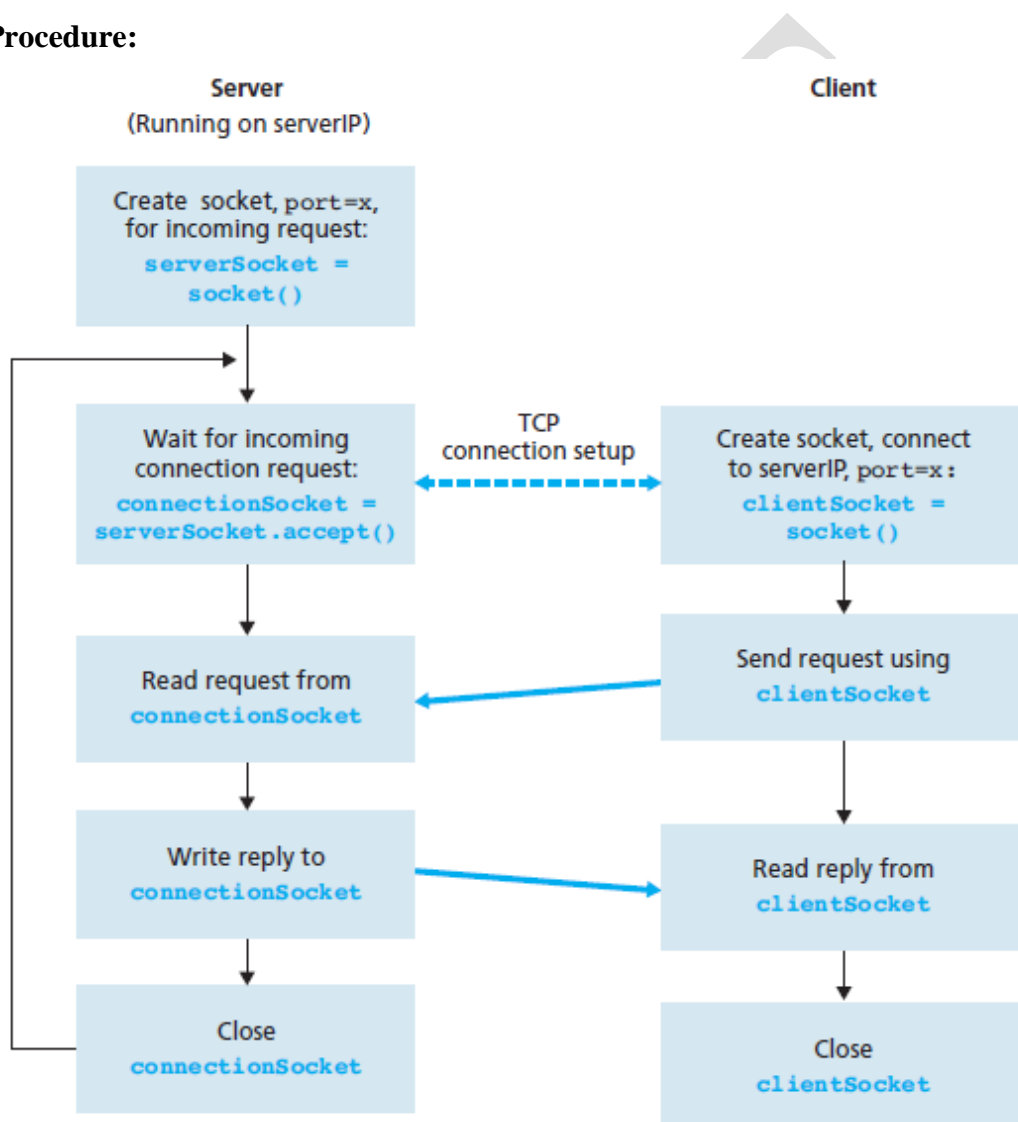 Procedure:
Server
(Running on serverIP)
Client
Create socket, port=x,
for incoming request:
serverSocket =
socket()
Wait for incoming
connection request:
connectionSocket =
serverSocket.accept()
TCP
connection setup
Create socket, connect
to serverIP, port=x:
clientSocket =
socket()
Read request from
connectionSocket
Send request using
clientSocket
Write reply to
connectionSocket
Read reply from
clientSocket
Close
connectionSocket
Close
clientSocket